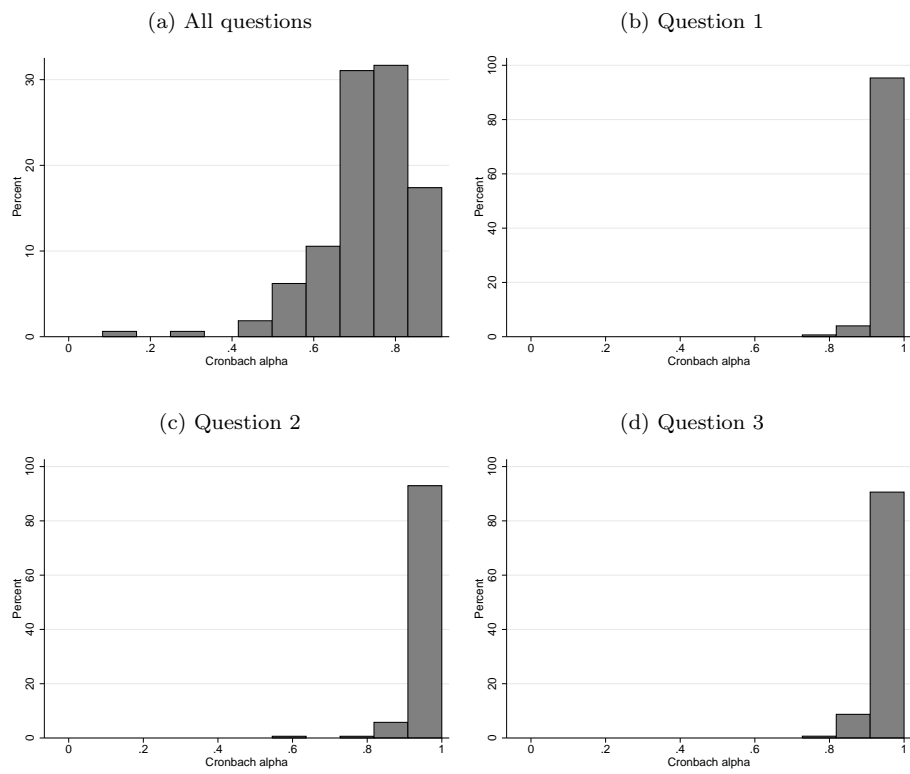 (a) All questions
30
20
10
0
Percent
0 .2 .4 .6 .8
Cronbach alpha
(b) Question 1
100
80
60
40
20
0
Percent
0 .2 .4 .6 .8 1
Cronbach alpha
(c) Question 2
100
80
60
40
20
0
Percent
0 .2 .4 .6 .8 1
Cronbach alpha
(d) Question 3
100
80
60
40
20
0
Percent
0 .2 .4 .6 .8 1
Cronbach alpha